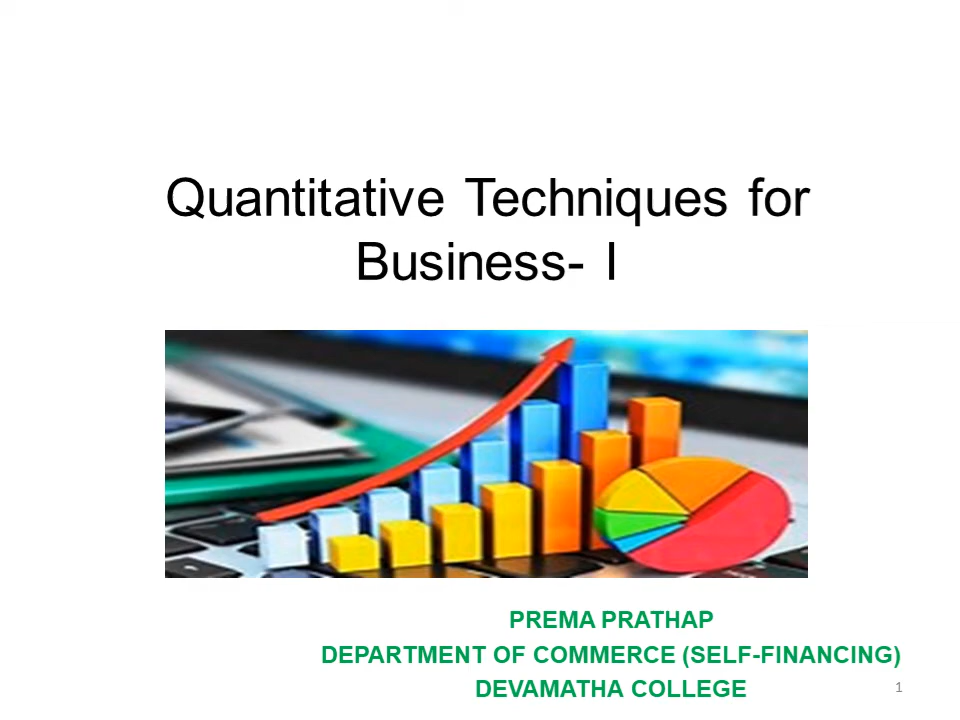 Quantitative Techniques for
Business- I
PREMA PRATHAP
DEPARTMENT OF COMMERCE (SELF-FINANCING)
DEVAMATHA COLLEGE
1